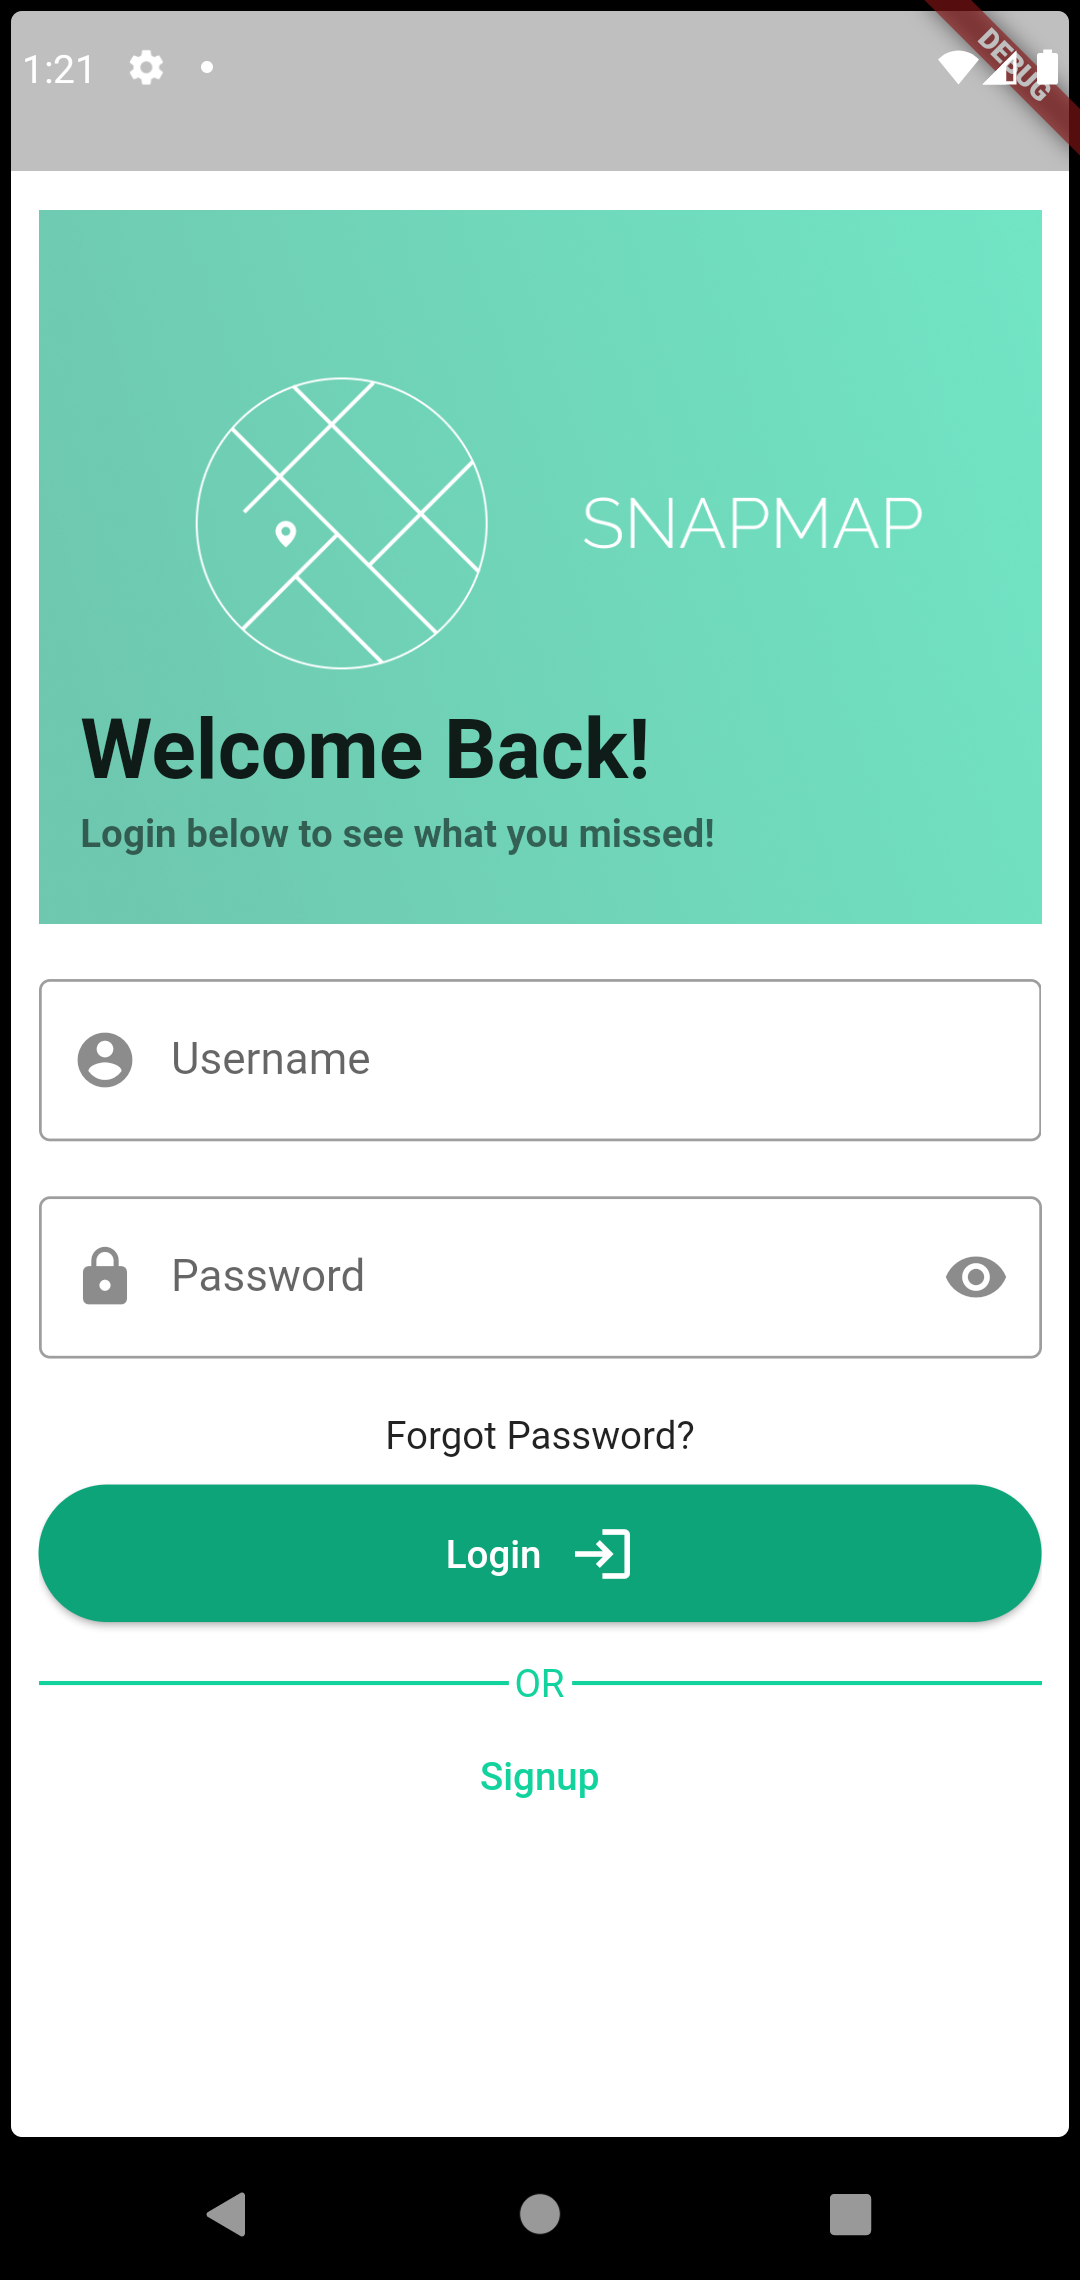 1:21
DEBUG
SNAPMAP
Welcome Back!
Login below to see what you missed!
Username
Password
Forgot Password?
Login
OR
Signup